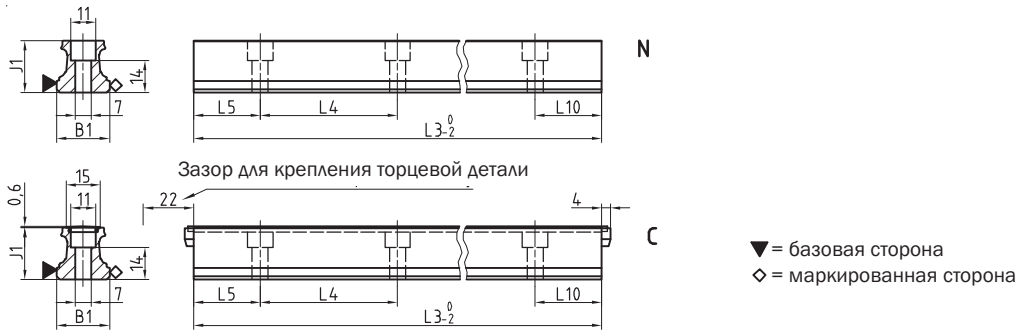 11
J1
14
7
B1
L5
L4
L10
L3-2 0
N
Зазор для крепления торцевой детали
15
11
0,6
22
4
J1
14
7
B1
L5
L4
L10
L3-2 0
C
▼ = базовая сторона
◇ = маркированная сторона